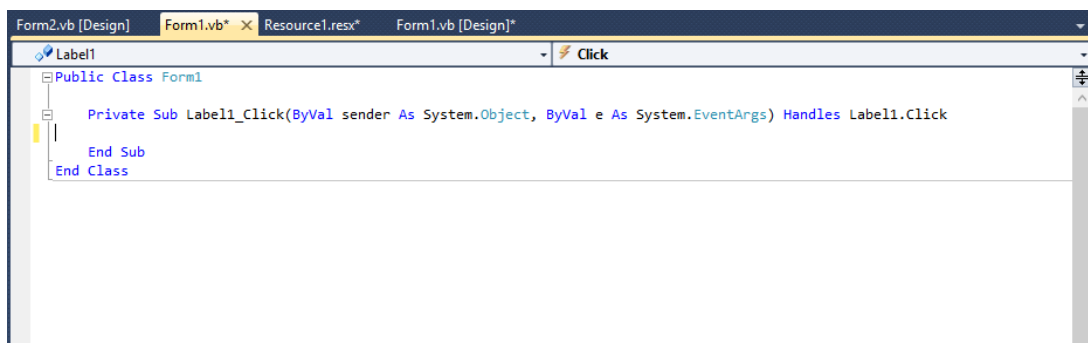 Form2.vb [Design] Form1.vb* Resource1.resx* Form1.vb [Design]*
Label1 Click
Public Class Form1
Private Sub Label1_Click(ByVal sender As System.Object, ByVal e As System.EventArgs) Handles Label1.Click
End Sub
End Class